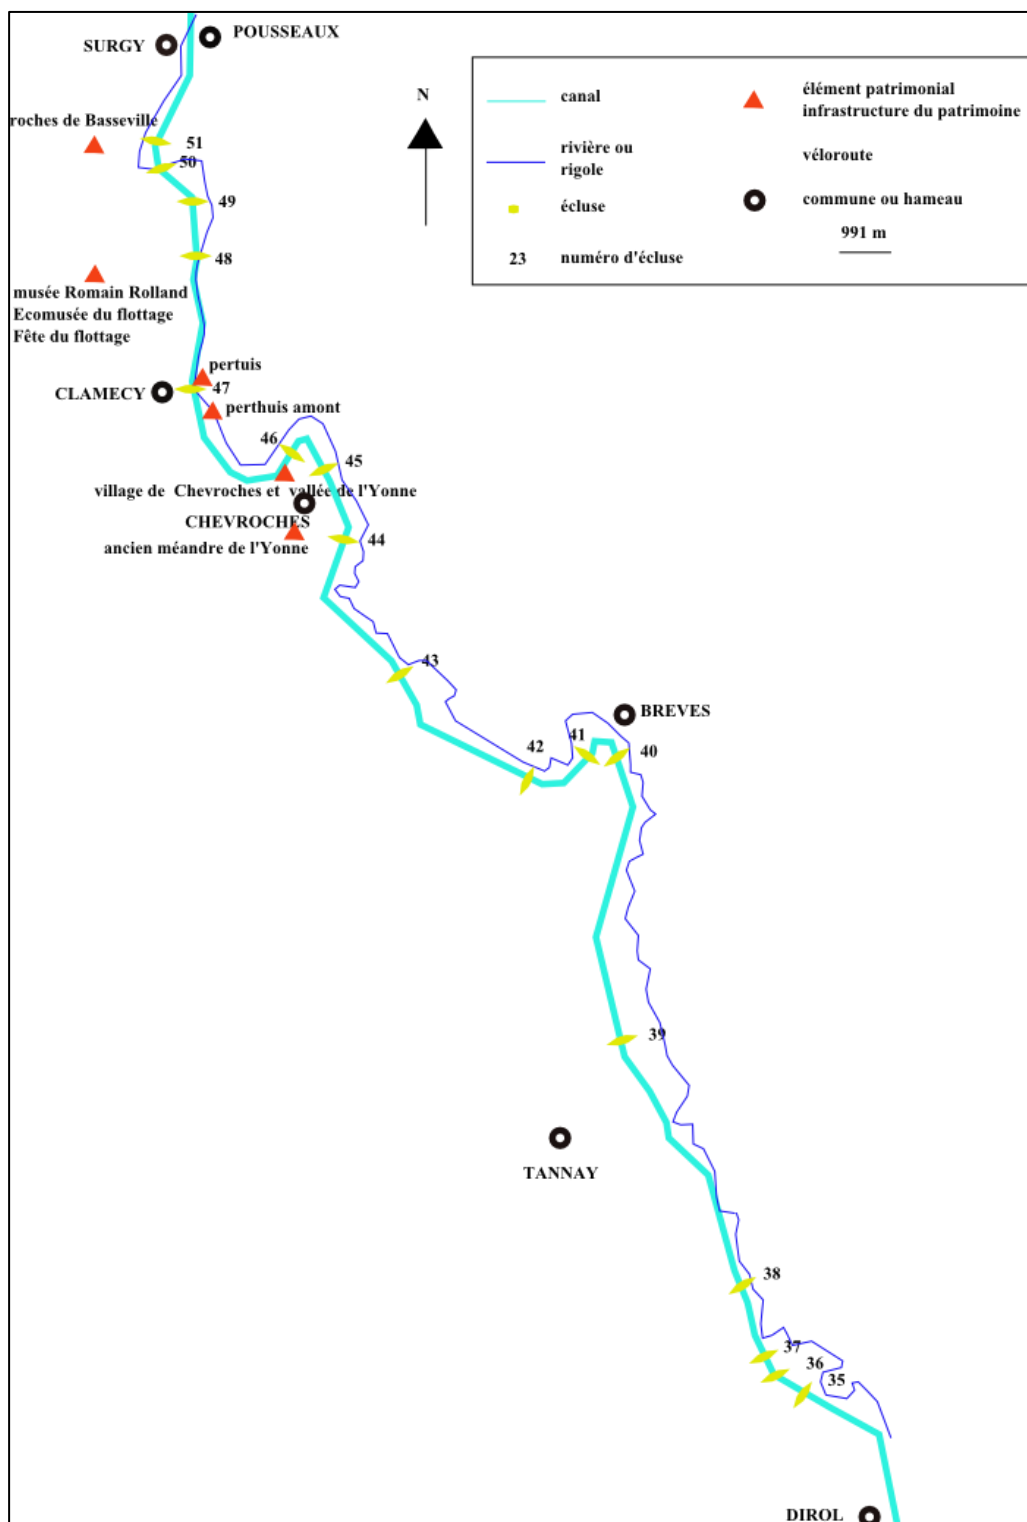 POUSSEAUX
SURGY
roches de Basseville
51
50
49
48
musée Romain Rolland
Ecomusée du flottage
Fête du flottage
pertuis
47
CLAMECY
perthuis amont
46
45
village de Chevroches et vallée de l'Yonne
CHEVROCHES
44
ancien méandre de l'Yonne
43
BREVES
42
41
40
39
TANNAY
38
37
36
35
DIROL
N
canal
rivière ou
rigole
écluse
23 numéro d'écluse
élément patrimonial
infrastructure du patrimoine
véloroute
commune ou hameau
991 m